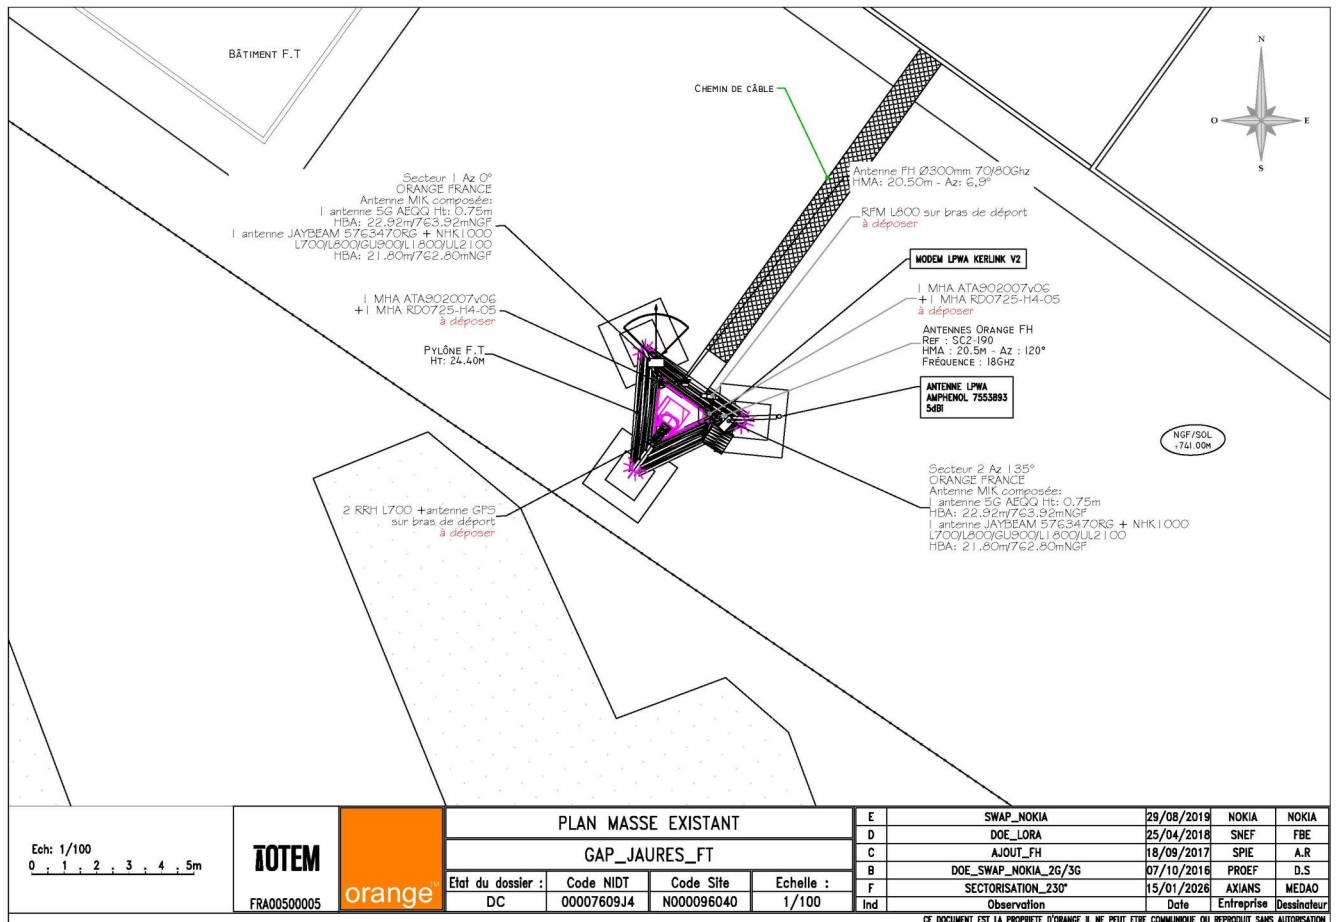 BÂTIMENT F.T
CHEMIN DE CÂBLE
N
O
E
S
Secteur 1 Az 0°
ORANGE FRANCE
Antenne MIK composée:
1 antenne 5G AEQQ Ht: 0.75m
HBA: 22.92m/763.92mNGF
1 antenne JAYBEAM 5763470RG + NHK1000
L700/L800/GU900/L1800/UL2100
HBA: 21.80m/762.80mNGF
Antenne FH Ø300mm 70/80Ghz
HMA: 20.50m - Az: 6,9°
RFM L800 sur bras de départ
à déposer
MODEM LPWA KERLINK V2
1 MHA ATA902007v06
+1 MHA RD0725-H4-05
à déposer
1 MHA ATA902007v06
+1 MHA RD0725-H4-05
à déposer
PYLÔNE F.T
HT: 24.40M
ANTENNES ORANGE FH
REF : SC2-190
HMA : 20.5M - AZ : 120°
FRÉQUENCE : 18GHZ
ANTENNE LPWA
AMPHENOL 7553893
5dBi
NGF/SOL
+741.00M
Secteur 2 Az 135°
ORANGE FRANCE
Antenne MIK composée:
1 antenne 5G AEQQ Ht: 0.75m
HBA: 22.92m/763.92mNGF
1 antenne JAYBEAM 5763470RG + NHK1000
L700/L800/GU900/L1800/UL2100
HBA: 21.80m/762.80mNGF
2 RRH L700 +antenne GPS
sur bras de déport
à déposer
Ech: 1/100
0 1 2 3 4 5m
TOTEM
FRA00500005
orange™
PLAN MASSE EXISTANT
GAP_JAURES_FT
Etat du dossier : Code NIDT Code Site Echelle :
DC 00007609J4 N000096040 1/100
E SWAP_NOKIA 29/08/2019 NOKIA NOKIA
D DOE_LORA 25/04/2018 SNEF FBE
C AJOUT_FH 18/09/2017 SPIE A.R
B DOE_SWAP_NOKIA_2G/3G 07/10/2016 PROEF D.S
F SECTORISATION_230° 15/01/2026 AXIANS MEDAO
Ind Observation Date Entreprise Dessinateur
CE DOCUMENT EST LA PROPRIETE D'ORANGE IL NE PEUT ETRE COMMUNIQUE OU REPRODUIT SANS AUTORISATION